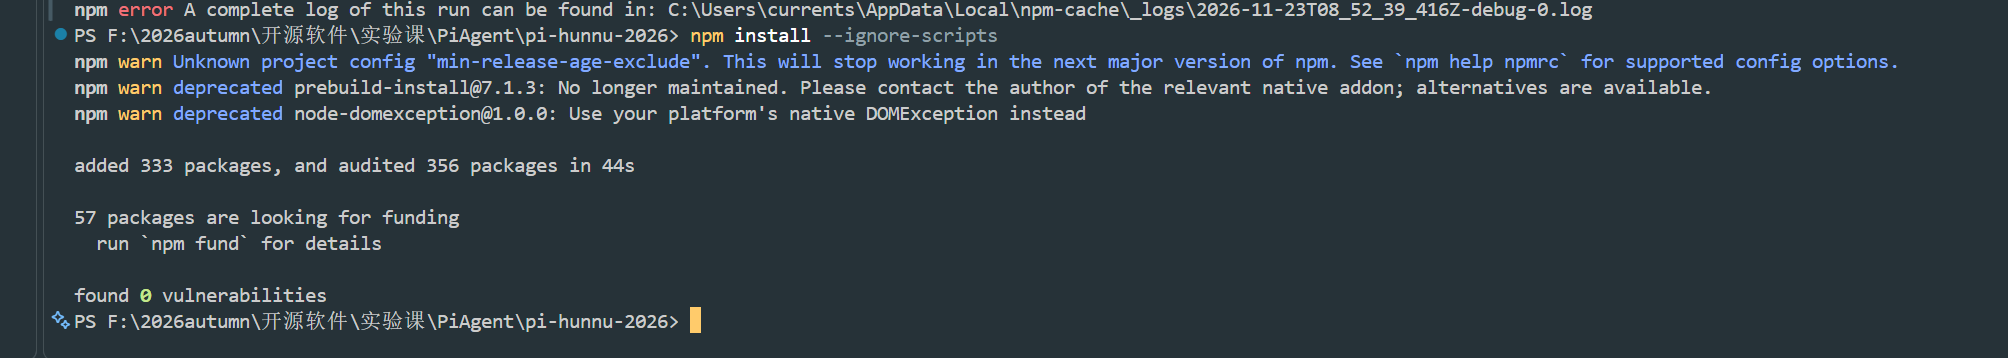 npm error A complete log of this run can be found in: C:\Users\currents\AppData\Local\npm-cache\_logs\2026-11-23T08_52_39_416Z-debug-0.log
PS F:\2026autumn\开源软件\实验课\PiAgent\pi-hunnu-2026> npm install --ignore-scripts
npm warn Unknown project config "min-release-age-exclude". This will stop working in the next major version of npm. See `npm help npmrc` for supported config options.
npm warn deprecated prebuild-install@7.1.3: No longer maintained. Please contact the author of the relevant native addon; alternatives are available.
npm warn deprecated node-domexception@1.0.0: Use your platform's native DOMException instead
added 333 packages, and audited 356 packages in 44s
57 packages are looking for funding
run `npm fund` for details
found 0 vulnerabilities
PS F:\2026autumn\开源软件\实验课\PiAgent\pi-hunnu-2026>